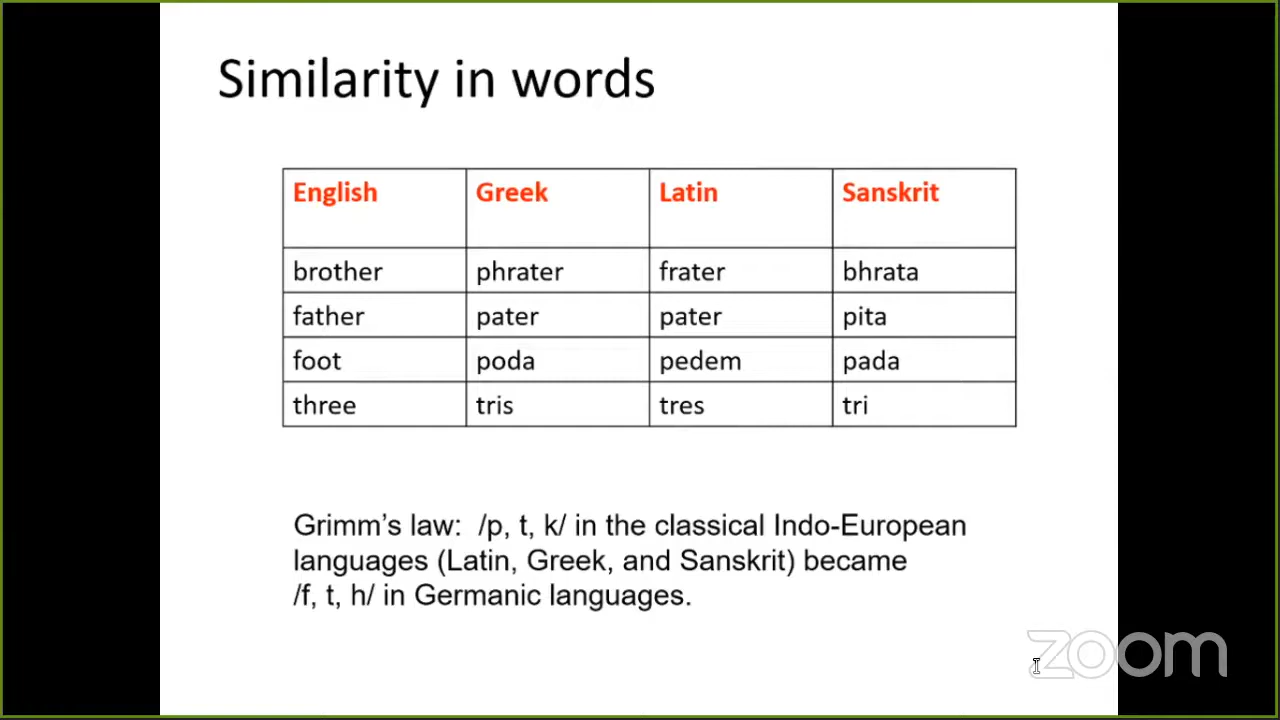 Similarity in words
English Greek Latin Sanskrit
brother phrater frater bhrata
father pater pater pita
foot poda pedem pada
three tris tres tri
Grimm’s law: /p, t, k/ in the classical Indo-European
languages (Latin, Greek, and Sanskrit) became
/f, t, h/ in Germanic languages.
zoom